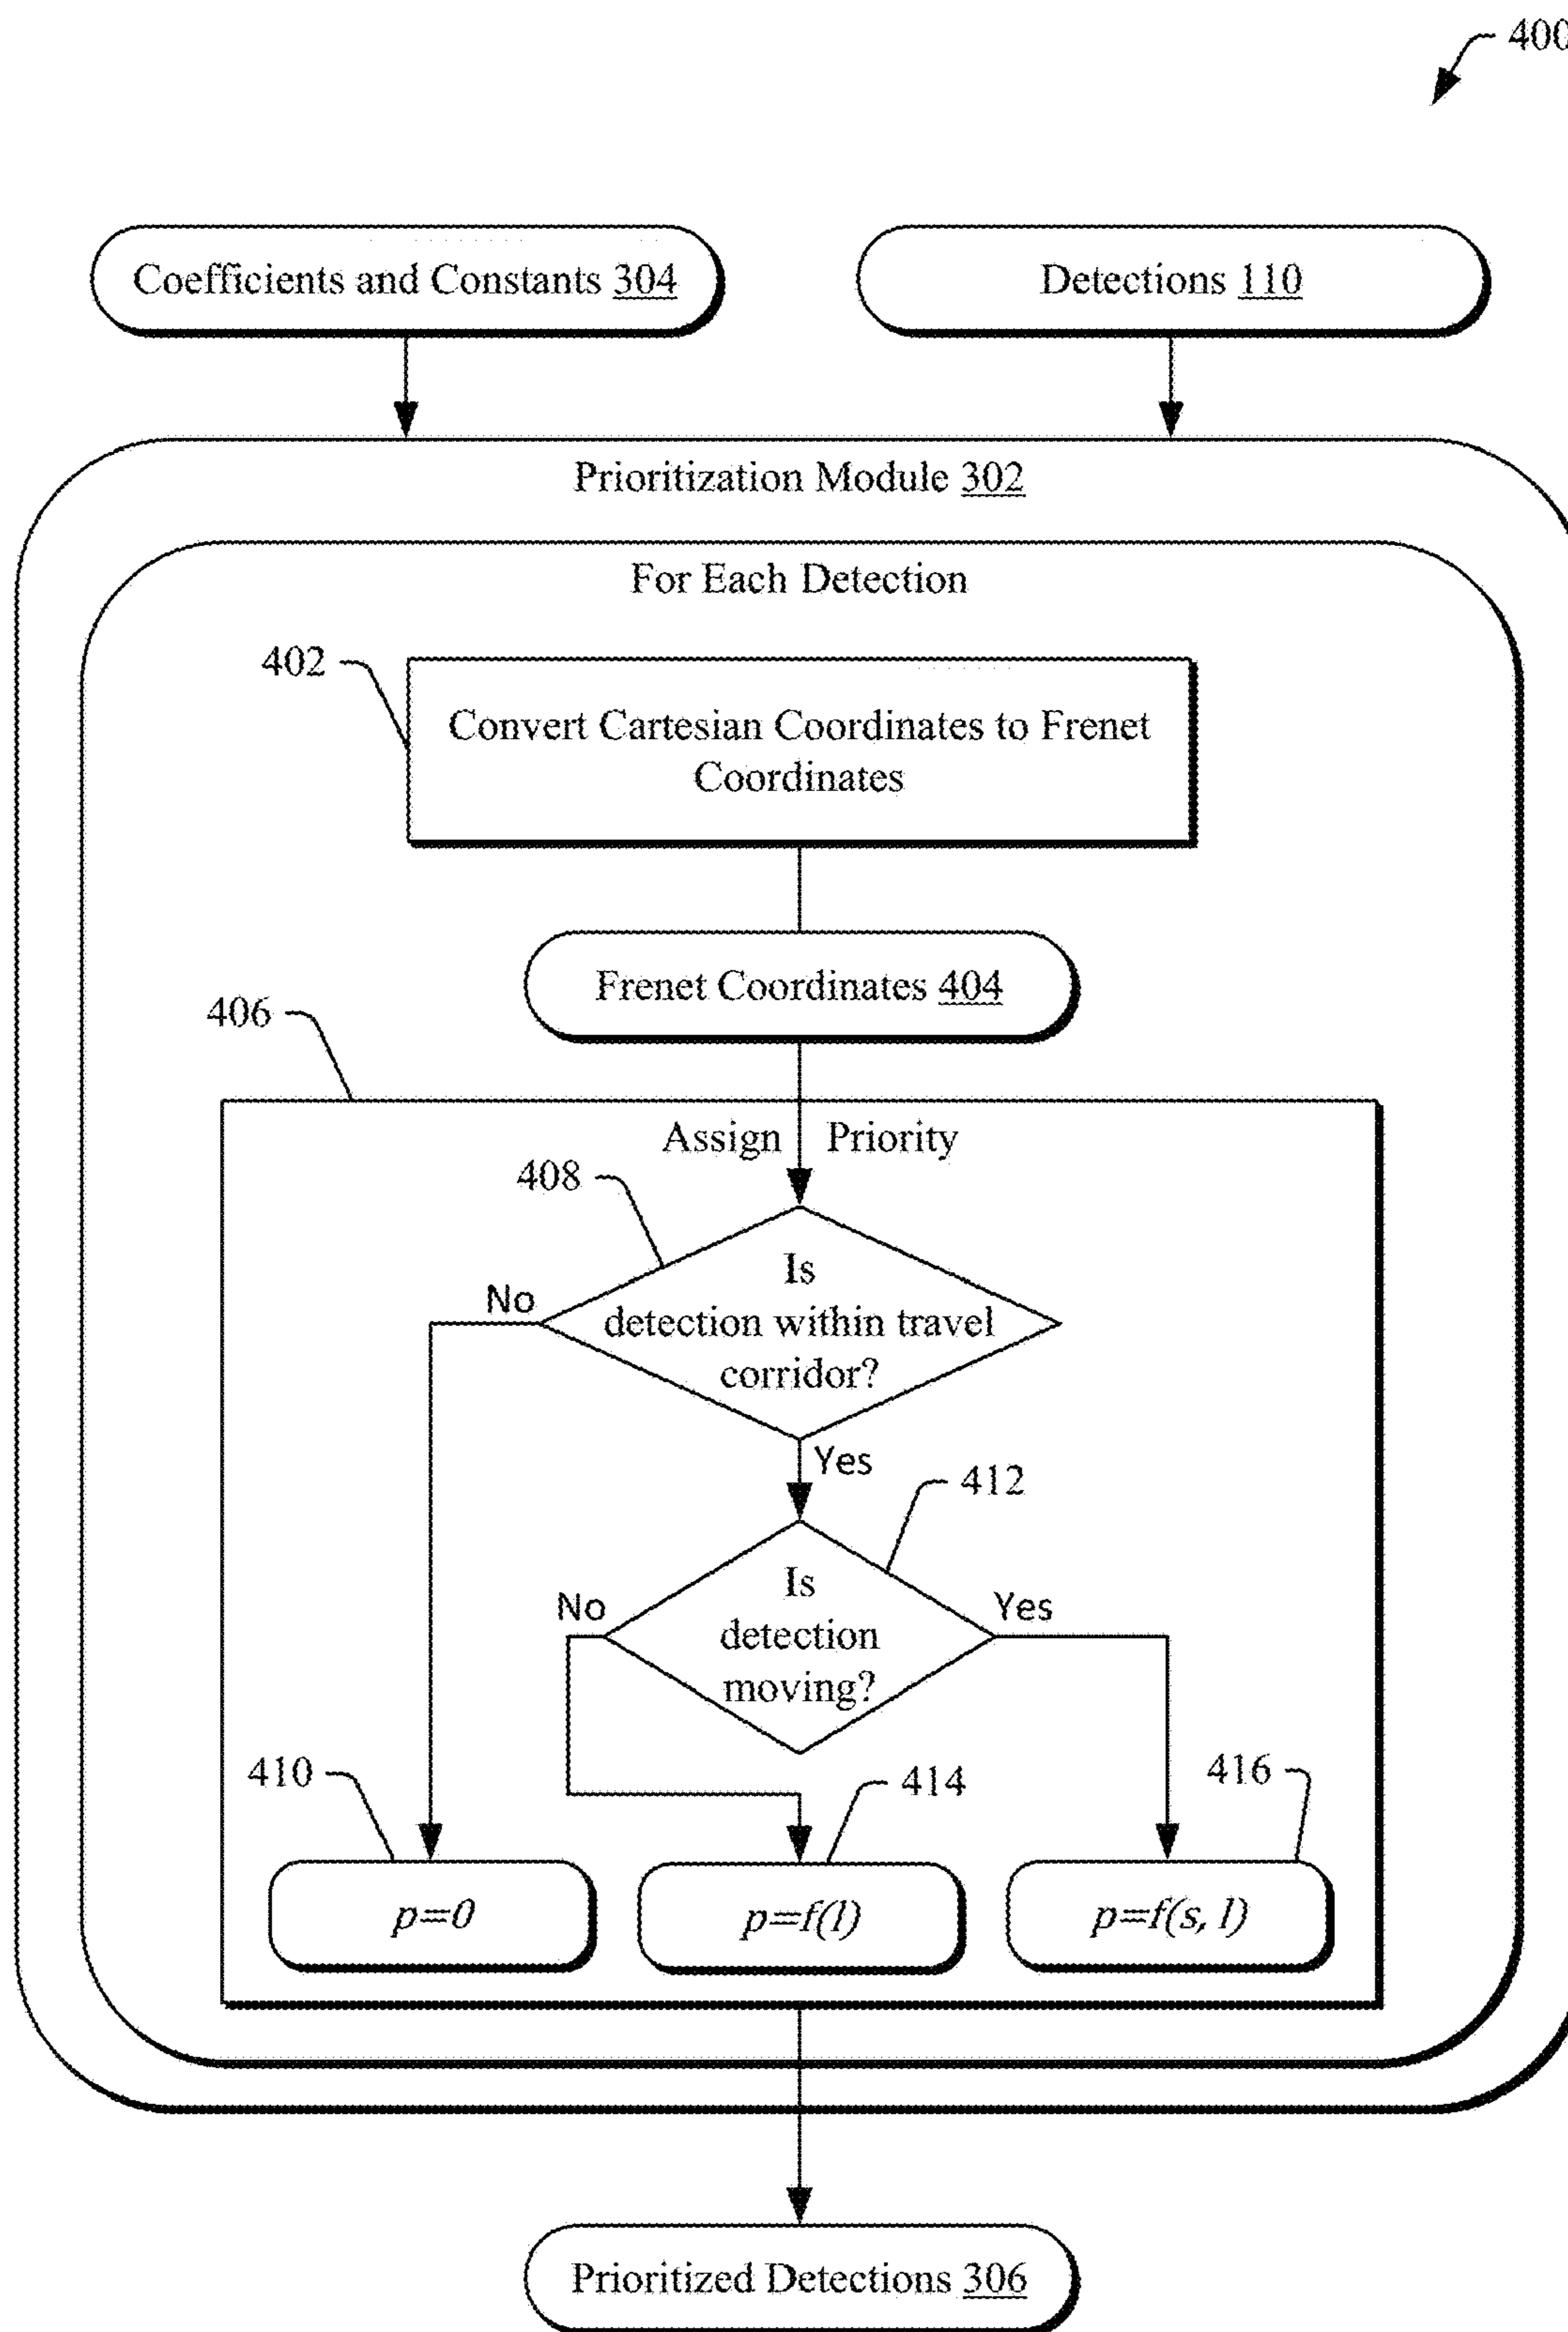 400
Coefficients and Constants 304
Detections 110
Prioritization Module 302
For Each Detection
402
Convert Cartesian Coordinates to Frenet
Coordinates
Frenet Coordinates 404
406
Assign Priority
408
Is
detection within travel
corridor?
No
Yes
412
Is
detection
moving?
No
Yes
410
414
416
p=0
p=f(l)
p=f(s, l)
Prioritized Detections 306